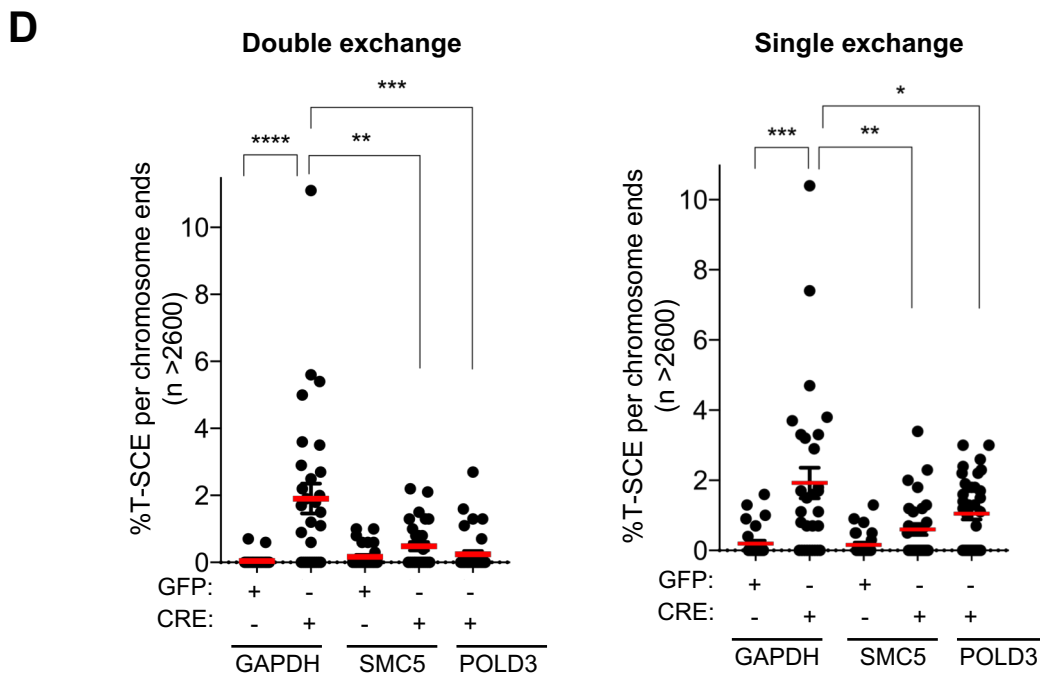 D
Double exchange
Single exchange
***
****
**
*
***
**
%T-SCE per chromosome ends
(n >2600)
10
8
6
4
2
0
GFP: + - + - -
CRE: - + - + +
GAPDH SMC5 POLD3
%T-SCE per chromosome ends
(n >2600)
10
8
6
4
2
0
GFP: + - + - -
CRE: - + - + +
GAPDH SMC5 POLD3